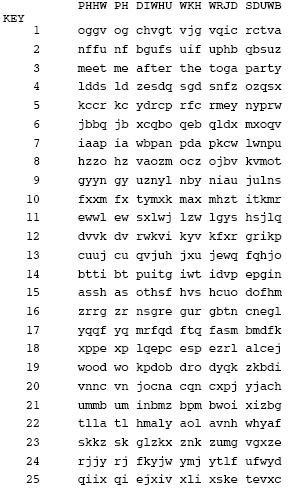 PHHW PH DIWHU WKH WRJD SDUWB
KEY
1 oggv og chvgt vjg vqic rctva
2 nffu nf bgufs uif uphb qbsuz
3 meet me after the toga party
4 ldds ld zesdq sgd snfz ozqsx
5 kccr kc ydrcp rfc rmey nyprw
6 jbbq jb xcqbo qeb qldx mxoqv
7 iaap ia wbpan pda pkcw lwnpu
8 hzzo hz vaozm ocz ojbv kvmot
9 gyyn gy uznyl nby niau julns
10 fxxm fx tymxk max mhzt itkmr
11 ewwl ew sxlwj lzw lgys hsjlq
12 dvvk dv rwkvi kyv kfxr grikp
13 cuuj cu qvjuh jxu jewq fqhjo
14 btti bt puitg iwt idvp epgin
15 assh as othsf hvs hcuo dofhm
16 zrrg zr nsgre gur gbtn cnegl
17 yqqf yq mrfqd ftq fasm bmdfk
18 xppe xp lqepc esp ezrl alcej
19 wood wo kpdob dro dyqk zkbdi
20 vnnc vn jocna cqn cxpj yjach
21 ummb um inbmz bpm bwoi xizbg
22 tlla tl hmaly aol avnh whyaf
23 skkz sk glzkx znk zumg vgxze
24 rjjy rj fkyjw ymj ytlf ufwyd
25 qiix qi ejxiv xli xske tevxc